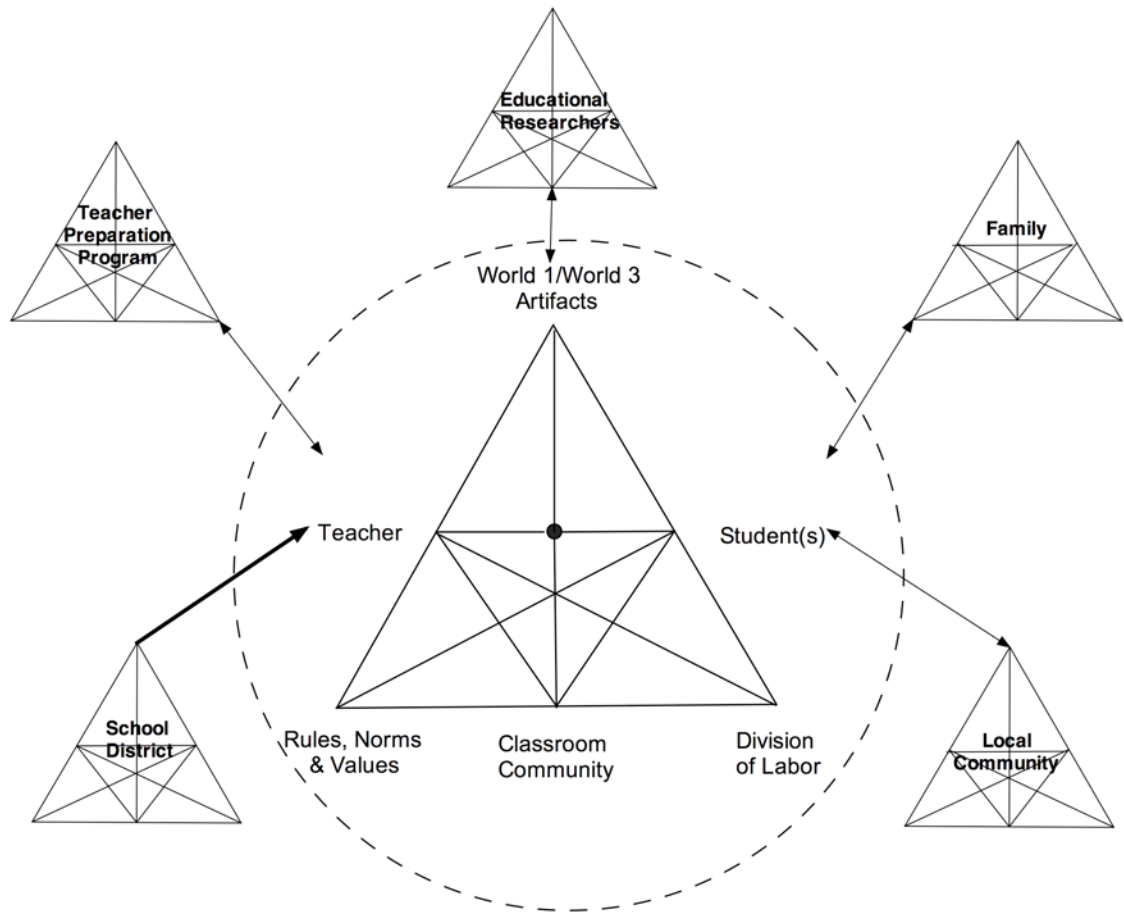 Educational
Researchers
Teacher
Preparation
Program
Family
World 1/World 3
Artifacts
Teacher
Student(s)
School
District
Rules, Norms
& Values
Classroom
Community
Division
of Labor
Local
Community